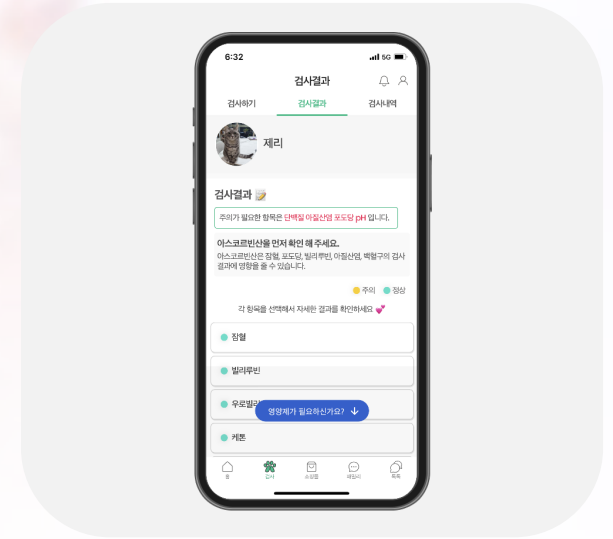 6:32
5G
검사결과
검사하기 검사결과 검사내역
제리
검사결과
주의가 필요한 항목은 단백질 아질산염 포도당 pH 입니다.
아스코르빈산을 먼저 확인 해 주세요.
아스코르빈산은 잠혈, 포도당, 빌리루빈, 아질산염, 백혈구의 검사
결과에 영향을 줄 수 있습니다.
주의 정상
각 항목을 선택해서 자세한 결과를 확인하세요
잠혈
빌리루빈
우로빌리
영양제가 필요하신가요?
케톤
홈 검사 쇼핑몰 톡톡